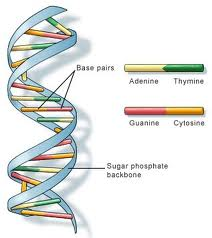 Base pairs
Adenine Thymine
Guanine Cytosine
Sugar phosphate
backbone